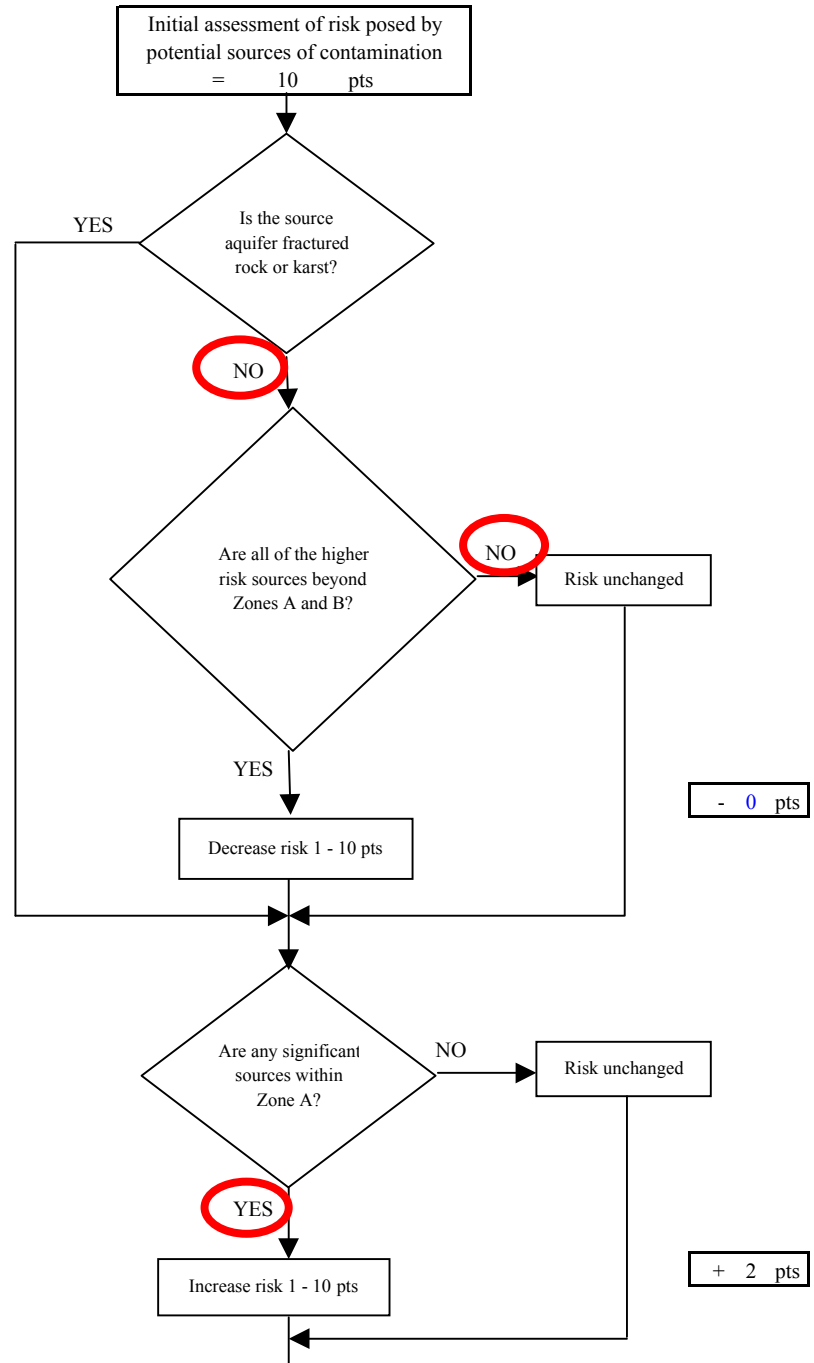 Initial assessment of risk posed by
potential sources of contamination
= 10 pts
YES
Is the source
aquifer fractured
rock or karst?
NO
Are all of the higher
risk sources beyond
Zones A and B?
NO
Risk unchanged
YES
- 0 pts
Decrease risk 1 - 10 pts
Are any significant
sources within
Zone A?
NO
Risk unchanged
YES
+ 2 pts
Increase risk 1 - 10 pts